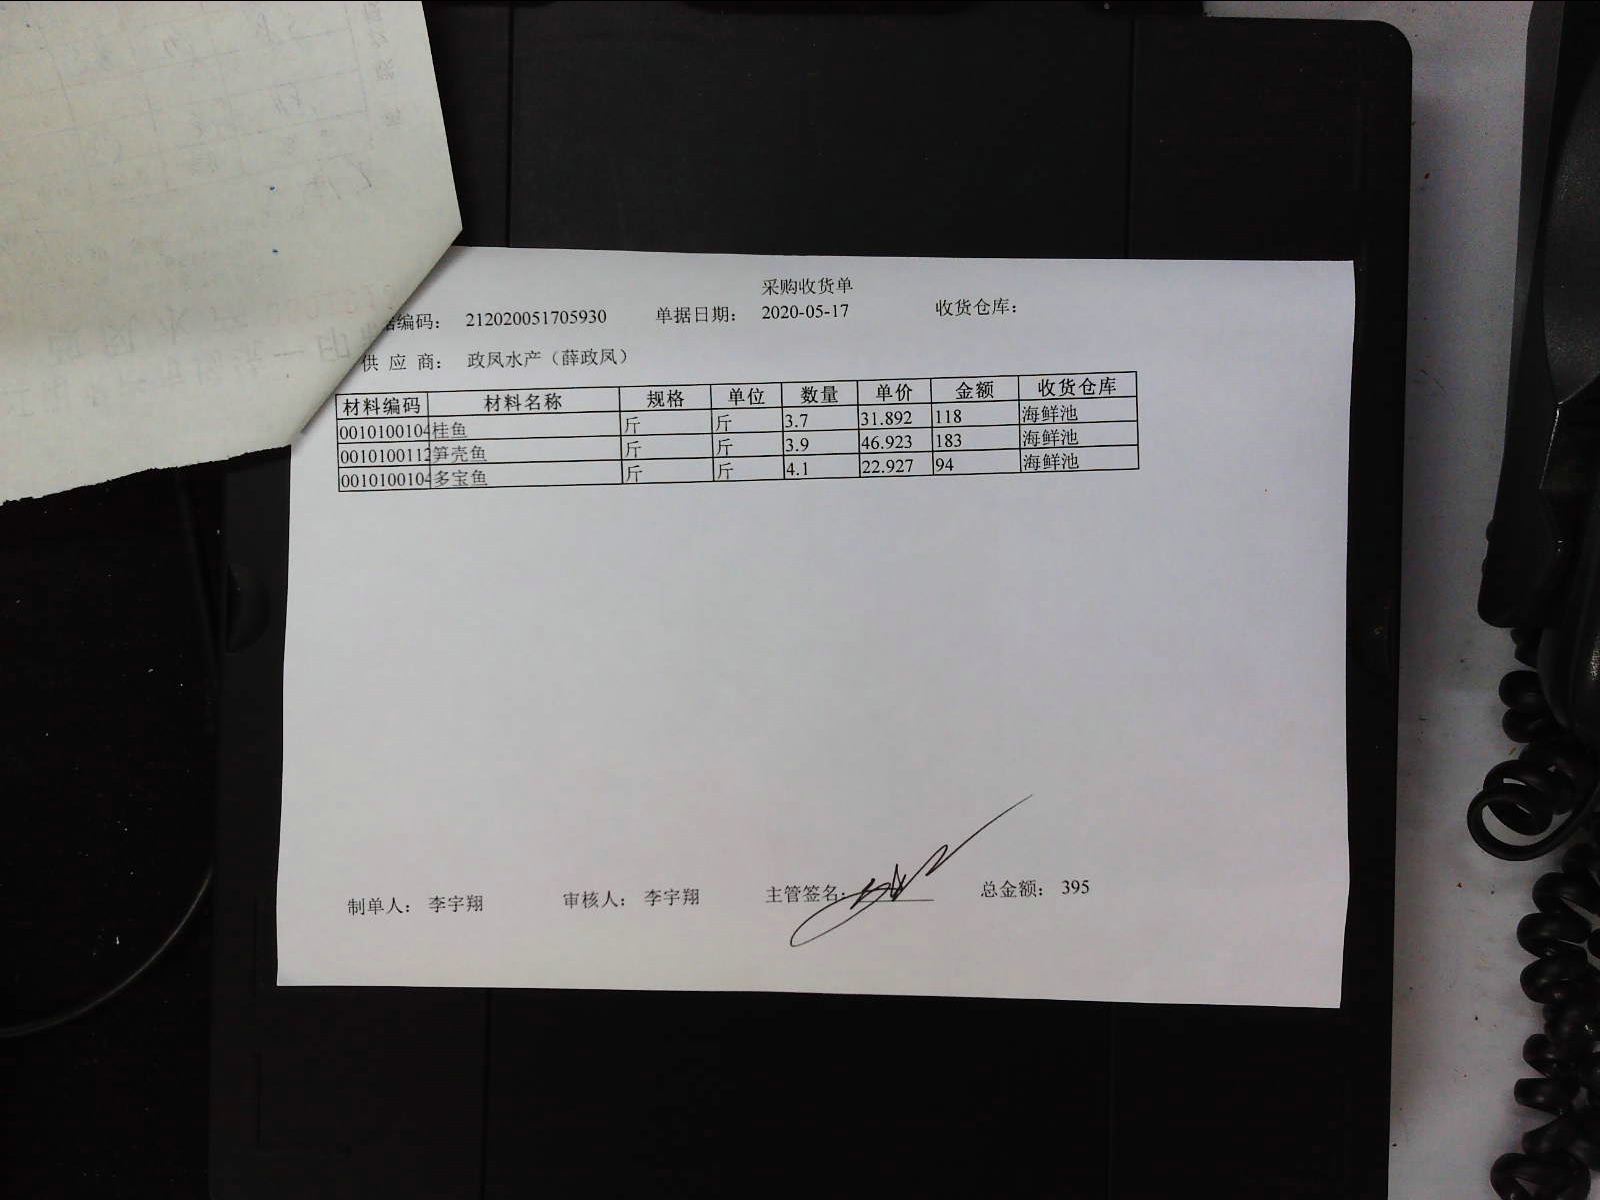 采购收货单
据编码： 212020051705930 单据日期： 2020-05-17 收货仓库：
供 应 商： 政凤水产（薛政凤）
材料编码 材料名称 规格 单位 数量 单价 金额 收货仓库
0010100104 桂鱼 斤 斤 3.7 31.892 118 海鲜池
0010100112 笋壳鱼 斤 斤 3.9 46.923 183 海鲜池
0010100104 多宝鱼 斤 斤 4.1 22.927 94 海鲜池
制单人： 李宇翔 审核人： 李宇翔 主管签名： 总金额： 395